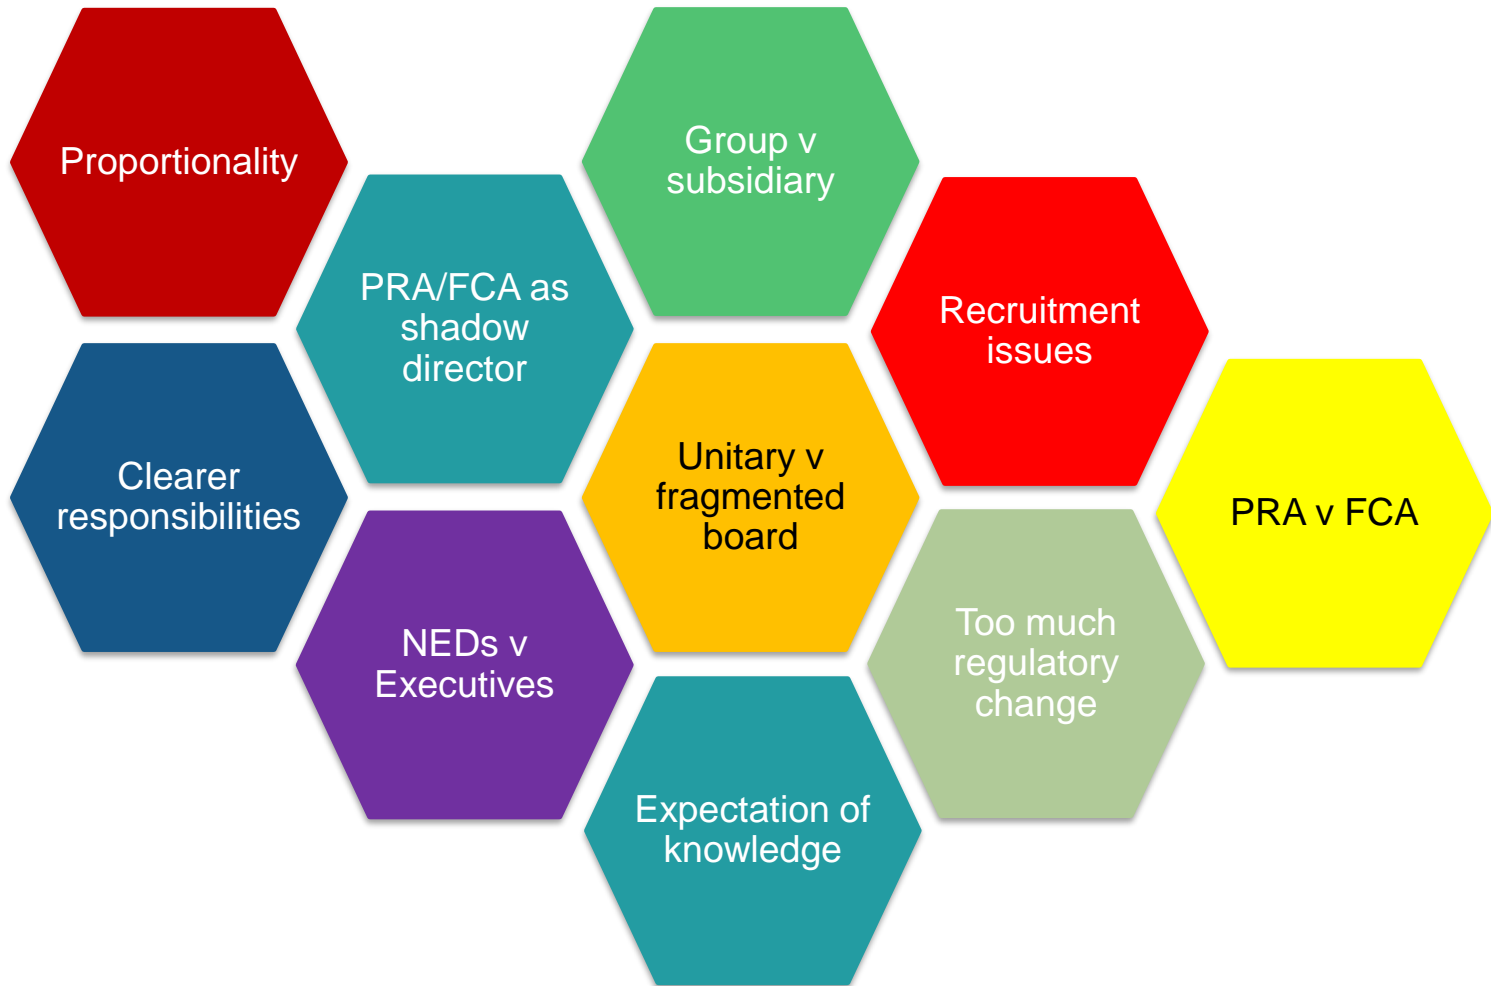 Proportionality
Group v
subsidiary
PRA/FCA as
shadow
director
Recruitment
issues
Clearer
responsibilities
Unitary v
fragmented
board
PRA v FCA
NEDs v
Executives
Too much
regulatory
change
Expectation of
knowledge